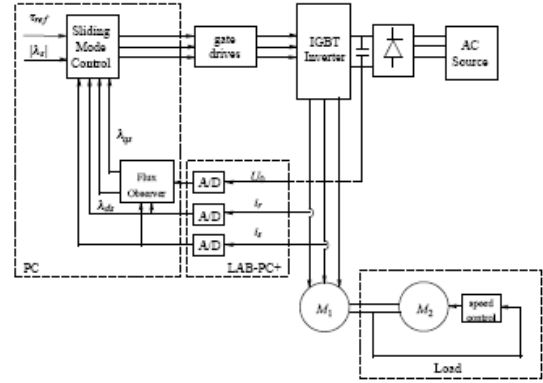 τref
|λs|
Sliding
Mode
Control
gate
drives
IGBT
Inverter
AC
Source
λqs
Flux
Observer
λds
A/D
U0
A/D
ir
A/D
is
PC
LAB-PC+
M1
M2
speed
control
Load